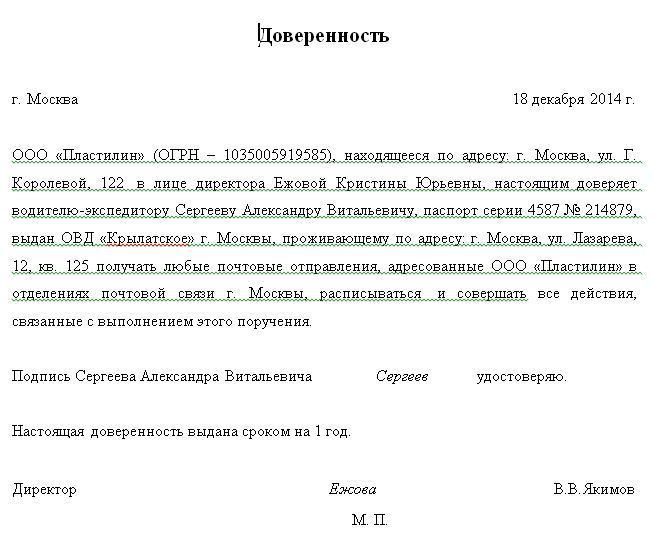 Доверенность
г. Москва 18 декабря 2014 г.
ООО «Пластилин» (ОГРН – 1035005919585), находящееся по адресу: г. Москва, ул. Г.
Королевой, 122 в лице директора Ежовой Кристины Юрьевны, настоящим доверяет
водителю-экспедитору Сергееву Александру Витальевичу, паспорт серии 4587 № 214879,
выдан ОВД «Крылатское» г. Москвы, проживающему по адресу: г. Москва, ул. Лазарева,
12, кв. 125 получать любые почтовые отправления, адресованные ООО «Пластилин» в
отделениях почтовой связи г. Москвы, расписываться и совершать все действия,
связанные с выполнением этого поручения.
Подпись Сергеева Александра Витальевича Сергеев удостоверяю.
Настоящая доверенность выдана сроком на 1 год.
Директор Ежова В.В.Якимов
М. П.